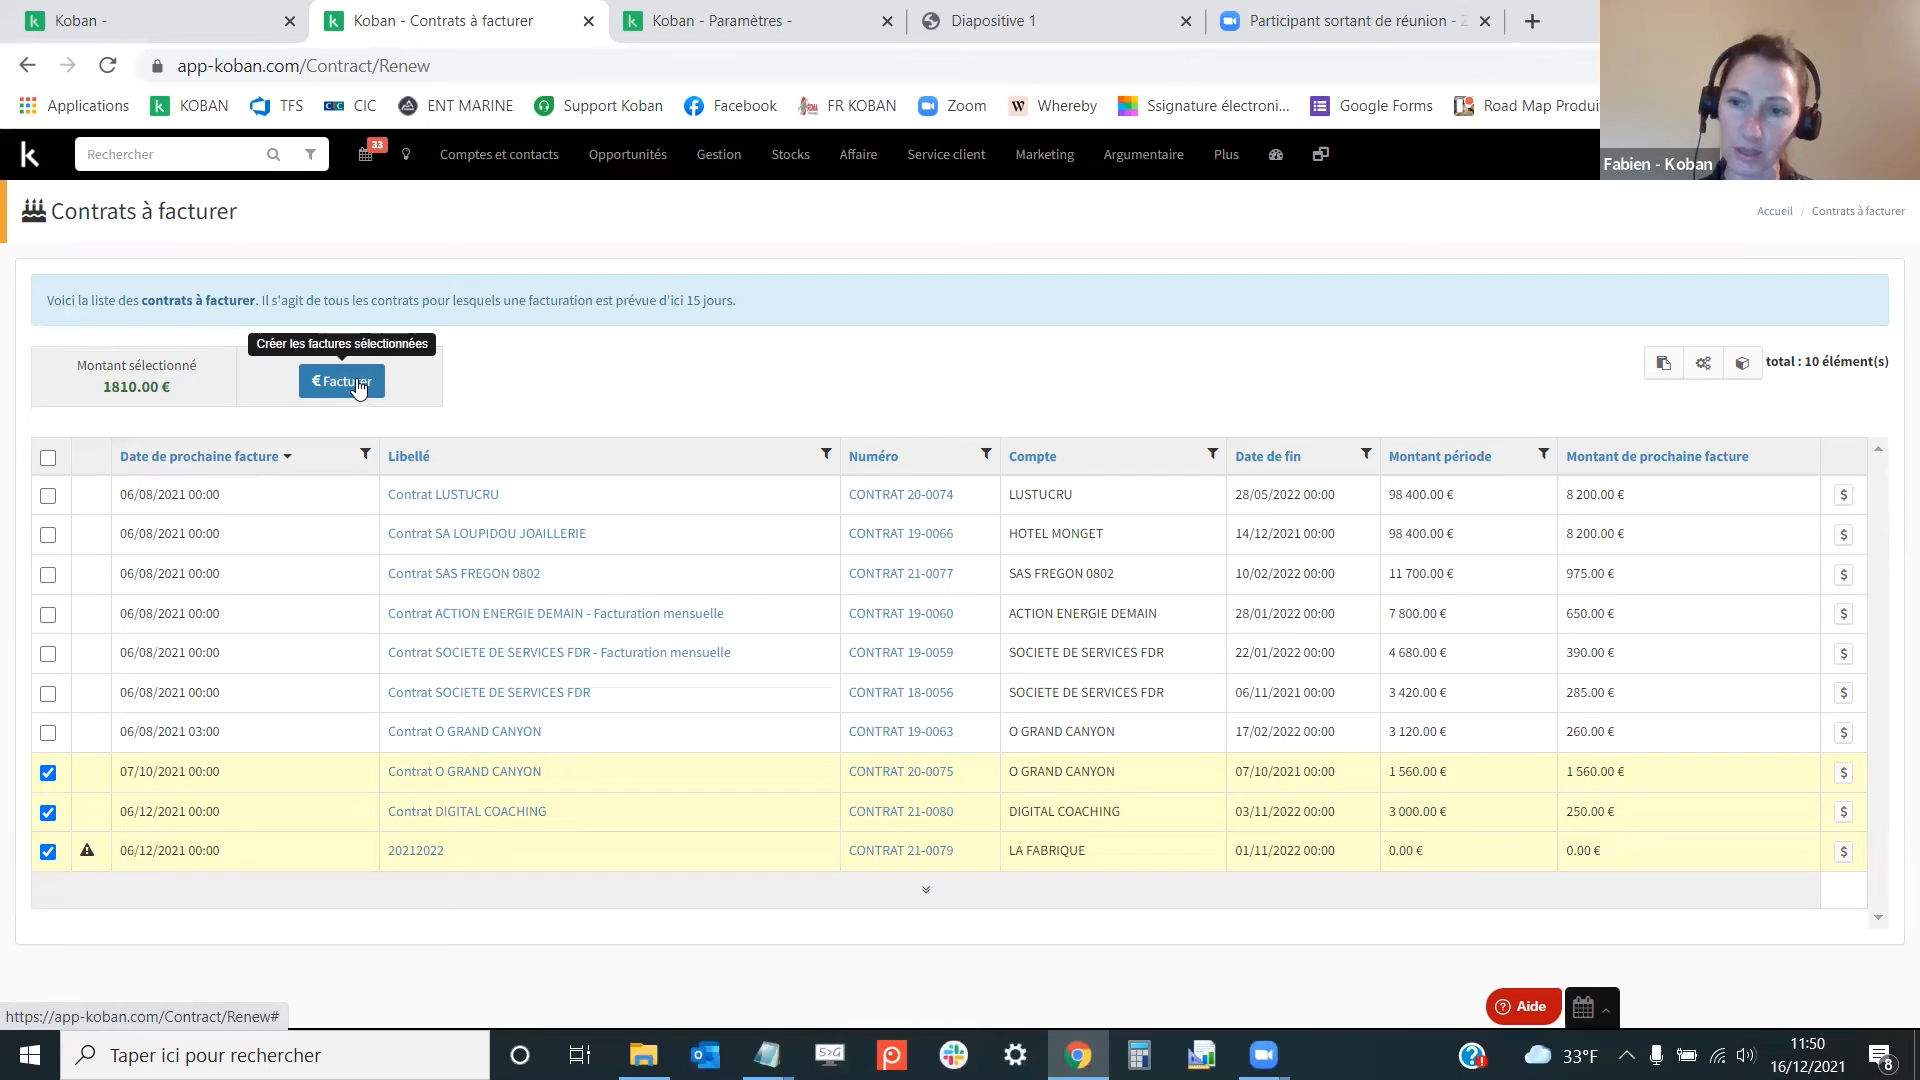 Koban -
Koban - Contrats à facturer
Koban - Paramètres -
Diapositive 1
Participant sortant de réunion - Z
app-koban.com/Contract/Renew
Applications
KOBAN
TFS
CIC
ENT MARINE
Support Koban
Facebook
FR KOBAN
Zoom
Whereby
Ssignature électroni...
Google Forms
Road Map Produi
Fabien - Koban
k
Rechercher
33
Comptes et contacts
Opportunités
Gestion
Stocks
Affaire
Service client
Marketing
Argumentaire
Plus
Contrats à facturer
Accueil / Contrats à facturer
Voici la liste des contrats à facturer. Il s'agit de tous les contrats pour lesquels une facturation est prévue d'ici 15 jours.
Créer les factures sélectionnées
Montant sélectionné
1810.00 €
€ Facturer
total : 10 élément(s)
Date de prochaine facture Libellé Numéro Compte Date de fin Montant période Montant de prochaine facture
06/08/2021 00:00 Contrat LUSTUCRU CONTRAT 20-0074 LUSTUCRU 28/05/2022 00:00 98 400.00 € 8 200.00 € $
06/08/2021 00:00 Contrat SA LOUPIDOU JOAILLERIE CONTRAT 19-0066 HOTEL MONGET 14/12/2021 00:00 98 400.00 € 8 200.00 € $
06/08/2021 00:00 Contrat SAS FREGON 0802 CONTRAT 21-0077 SAS FREGON 0802 10/02/2022 00:00 11 700.00 € 975.00 € $
06/08/2021 00:00 Contrat ACTION ENERGIE DEMAIN - Facturation mensuelle CONTRAT 19-0060 ACTION ENERGIE DEMAIN 28/01/2022 00:00 7 800.00 € 650.00 € $
06/08/2021 00:00 Contrat SOCIETE DE SERVICES FDR - Facturation mensuelle CONTRAT 19-0059 SOCIETE DE SERVICES FDR 22/01/2022 00:00 4 680.00 € 390.00 € $
06/08/2021 00:00 Contrat SOCIETE DE SERVICES FDR CONTRAT 18-0056 SOCIETE DE SERVICES FDR 06/11/2021 00:00 3 420.00 € 285.00 € $
06/08/2021 03:00 Contrat O GRAND CANYON CONTRAT 19-0063 O GRAND CANYON 17/02/2022 00:00 3 120.00 € 260.00 € $
07/10/2021 00:00 Contrat O GRAND CANYON CONTRAT 20-0075 O GRAND CANYON 07/10/2021 00:00 1 560.00 € 1 560.00 € $
06/12/2021 00:00 Contrat DIGITAL COACHING CONTRAT 21-0080 DIGITAL COACHING 03/11/2022 00:00 3 000.00 € 250.00 € $
06/12/2021 00:00 20212022 CONTRAT 21-0079 LA FABRIQUE 01/11/2022 00:00 0.00 € 0.00 € $
Aide
https://app-koban.com/Contract/Renew#
Taper ici pour rechercher
33°F
11:50
16/12/2021
8